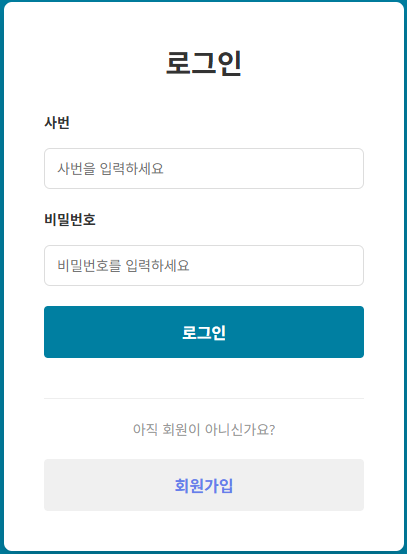 로그인
사번
사번을 입력하세요
비밀번호
비밀번호를 입력하세요
로그인
아직 회원이 아니신가요?
회원가입